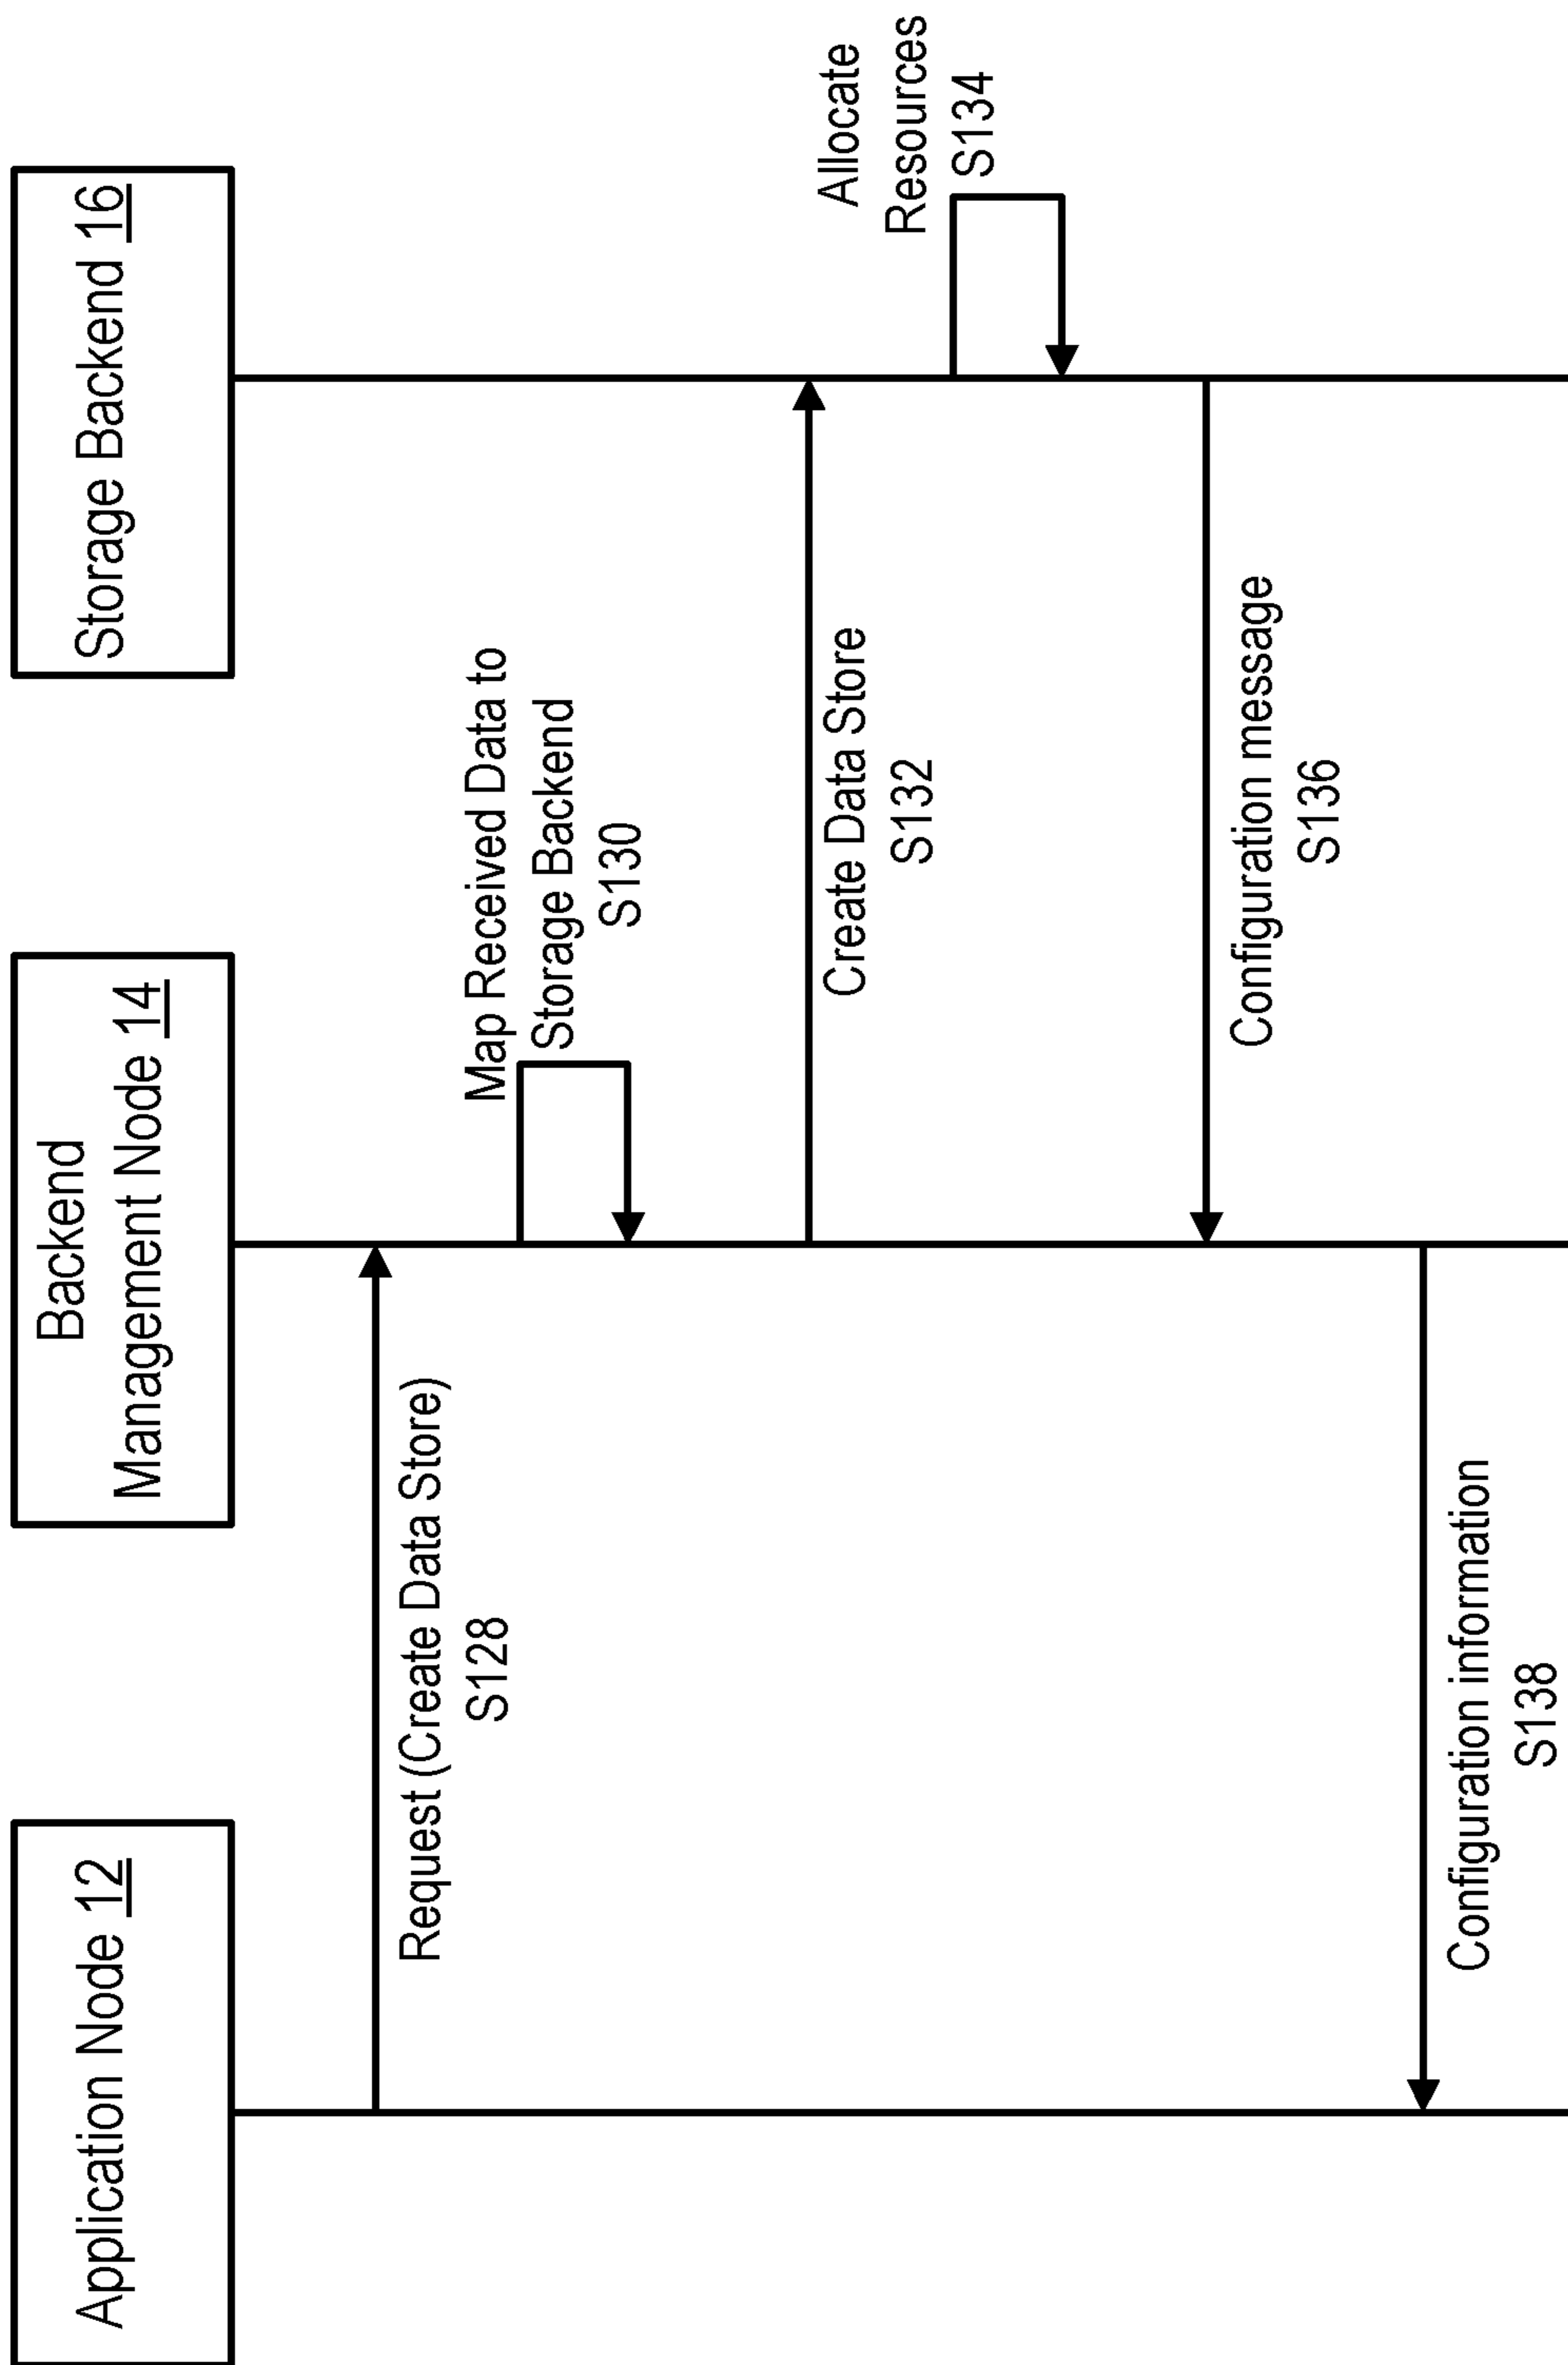 Application Node 12
Backend
Management Node 14
Storage Backend 16
Request (Create Data Store)
S128
Map Received Data to
Storage Backend
S130
Create Data Store
S132
Allocate
Resources
S134
Configuration message
S136
Configuration information
S138